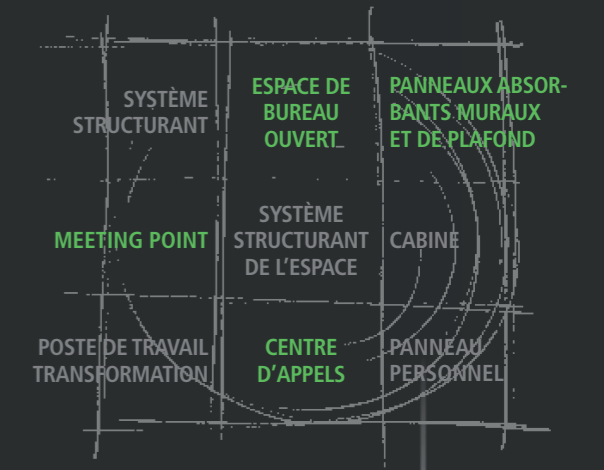 SYSTÈME
STRUCTURANT
ESPACE DE
BUREAU
OUVERT
PANNEAUX ABSOR-
BANTS MURAUX
ET DE PLAFOND
MEETING POINT
SYSTÈME
STRUCTURANT
DE L'ESPACE
CABINE
POSTE DE TRAVAIL
TRANSFORMATION
CENTRE
D'APPELS
PANNEAU
PERSONNEL